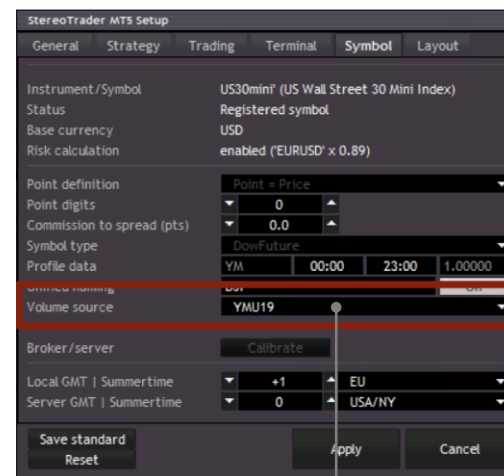 StereoTrader MT5 Setup
General Strategy Trading Terminal Symbol Layout
Instrument/Symbol US30mini' (US Wall Street 30 Mini Index)
Status Registered symbol
Base currency USD
Risk calculation enabled ('EURUSD' x 0.89)
Point definition Point = Price
Point digits 0
Commission to spread (pts) 0.0
Symbol type DowFuture
Profile data YM 00:00 23:00 1.00000
Unified naming
Volume source YMU19
Broker/server Calibrate
Local GMT | Summertime +1 EU
Server GMT | Summertime 0 USA/NY
Save standard
Reset Apply Cancel